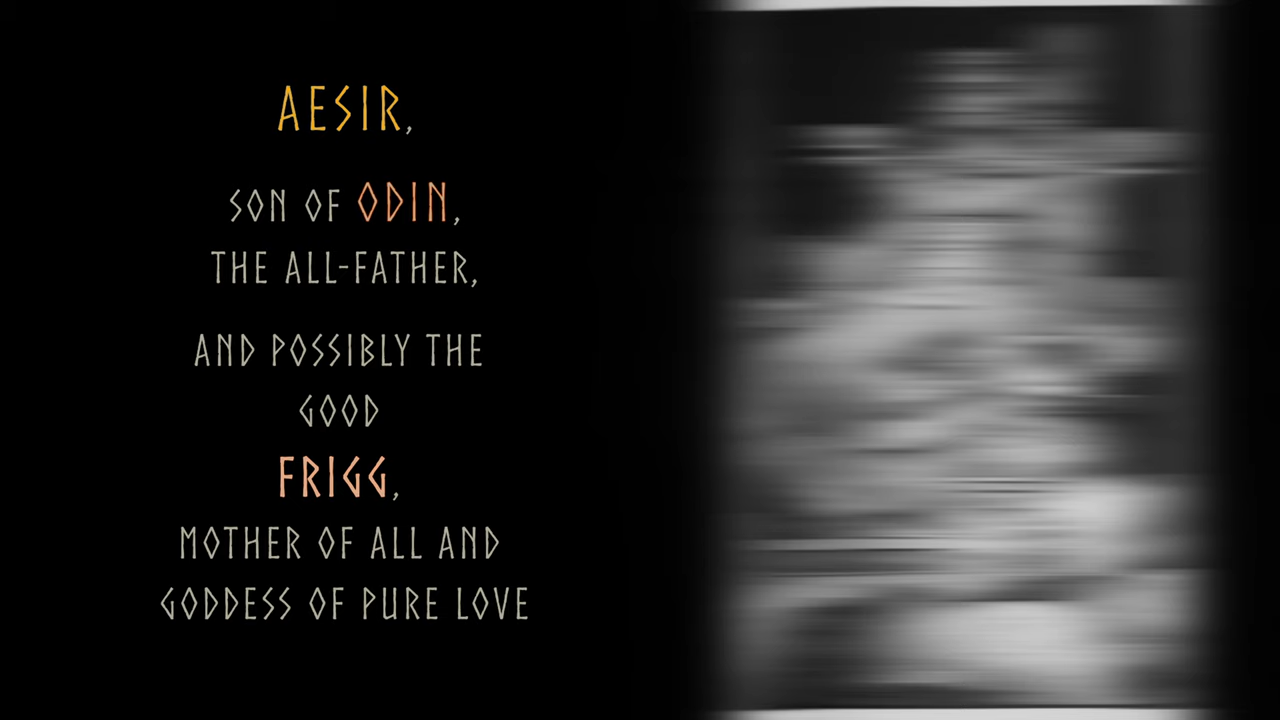 AESIR,
SON OF ODIN,
THE ALL-FATHER,
AND POSSIBLY THE
GOOD
FRIGG,
MOTHER OF ALL AND
GODDESS OF PURE LOVE